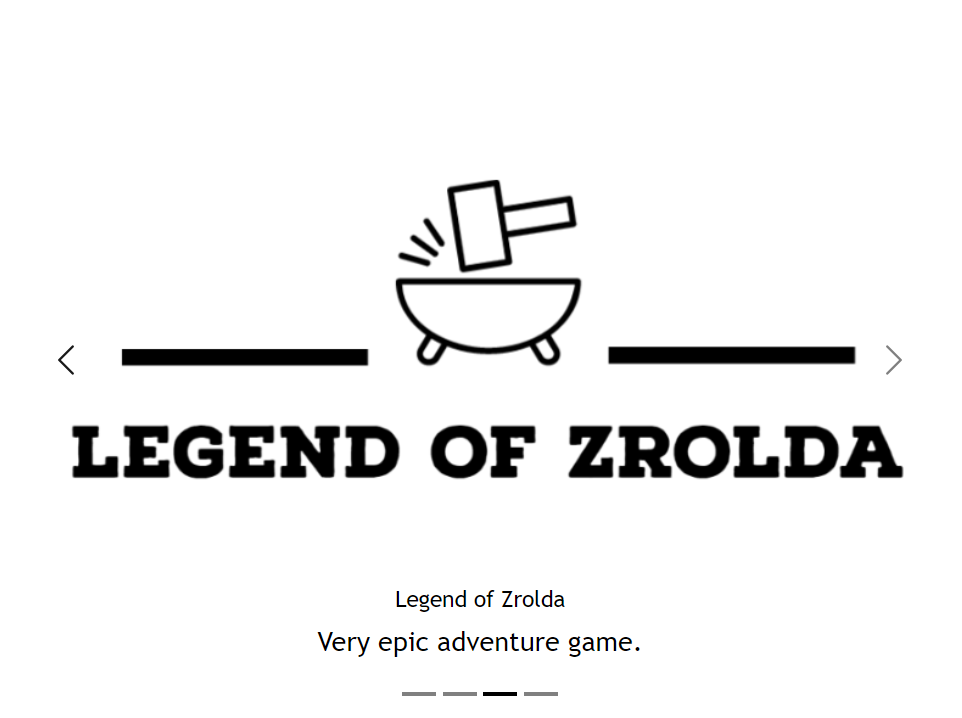 LEGEND OF ZROLDA
Legend of Zrolda
Very epic adventure game.